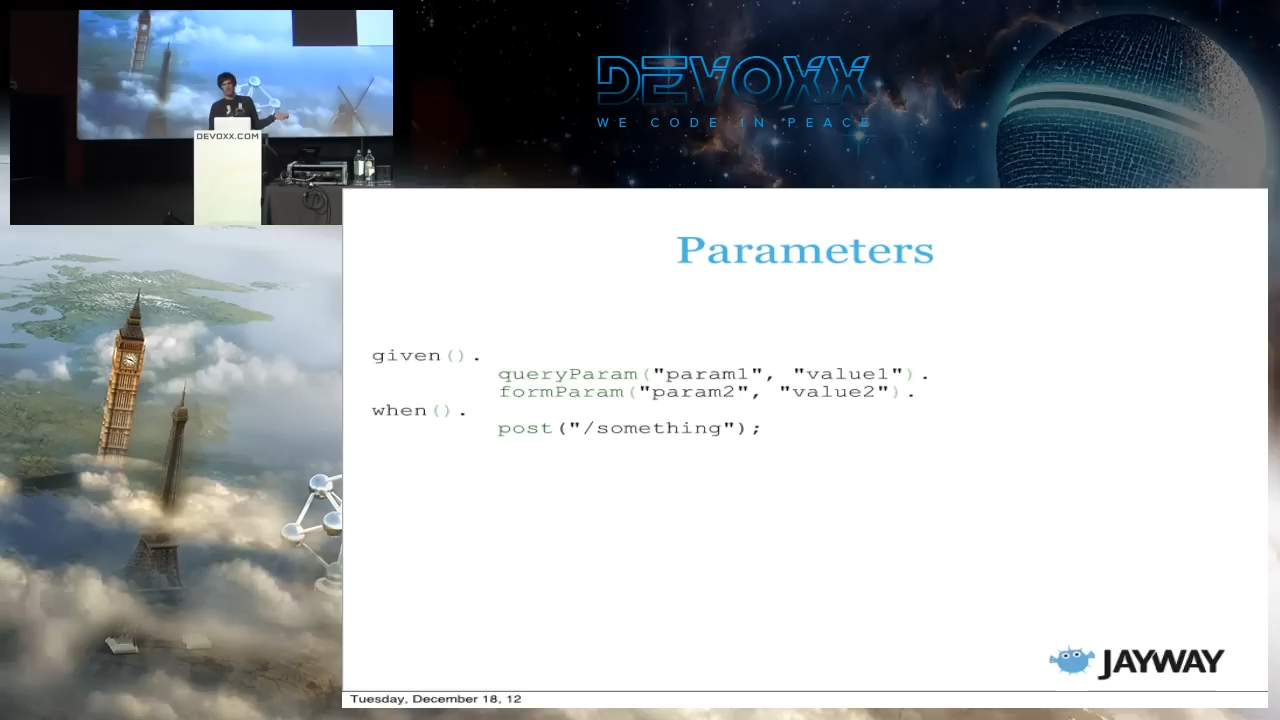 DEVOXX
WE CODE IN PEACE
DEVOXX.COM
Parameters
given().
queryParam("param1", "value1").
formParam("param2", "value2").
when().
post("/something");
JAYWAY
Tuesday, December 18, 12